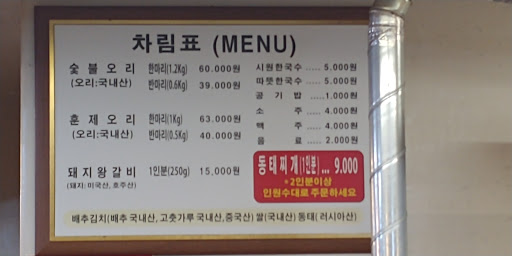 차림표 (MENU)
숯불오리 한마리(1.2Kg) 60.000원
(오리:국내산) 반마리(0.6Kg) 39.000원
훈제오리 한마리(1Kg) 63.000원
(오리:국내산) 반마리(0.5Kg) 40.000원
돼지왕갈비 1인분(250g) 15,000원
(돼지: 미국산, 호주산)
시원한국수 ..... 5.000원
따뜻한국수 ..... 5.000원
공기밥 .....1.000원
소주 ..... 4.000원
맥주 ..... 4.000원
음료 ..... 2.000원
동태찌개(1인분)... 9.000
*2인분이상
인원수대로 주문하세요
배추김치(배추 국내산, 고춧가루 국내산,중국산) 쌀(국내산) 동태( 러시아산)